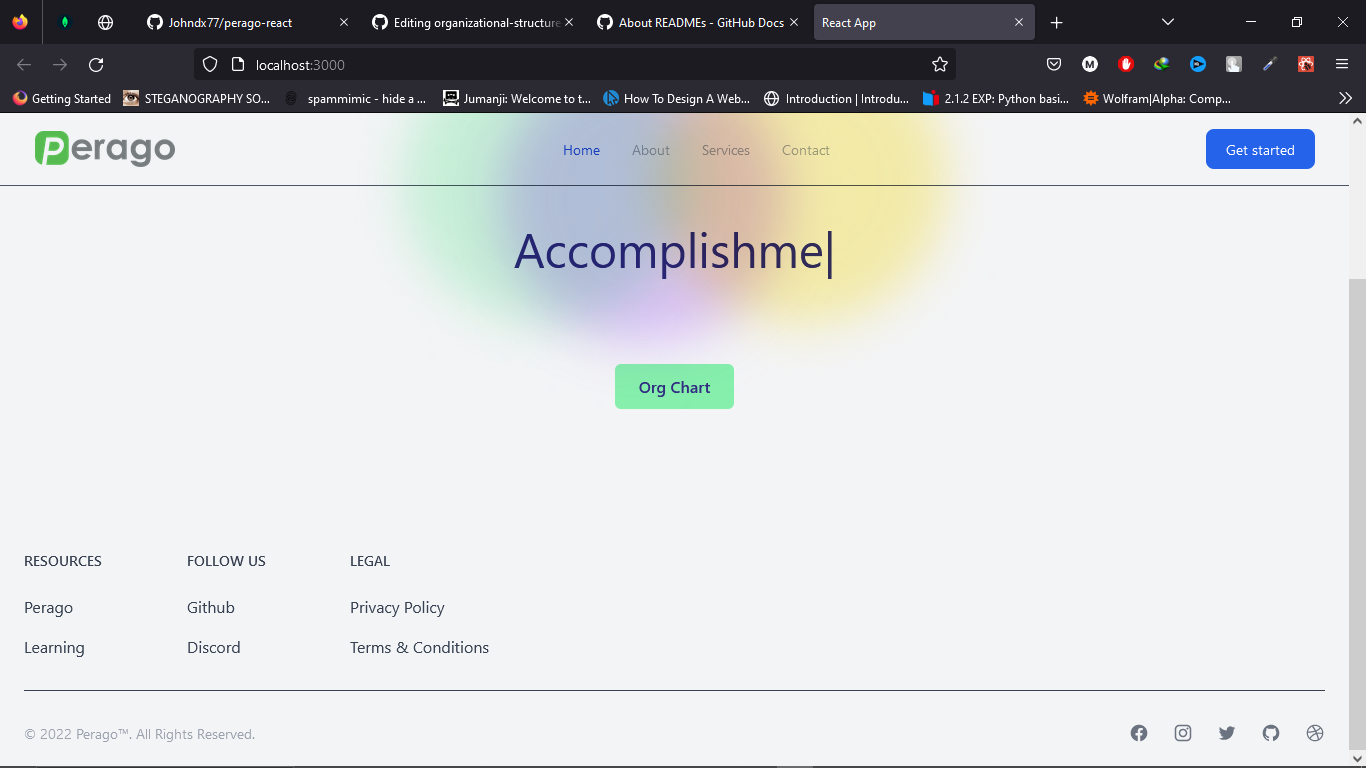 Johndx77/perago-react
Editing organizational-structure
About READMEs - GitHub Docs
React App
localhost:3000
M
Getting Started
STEGANOGRAPHY SO...
spammimic - hide a ...
Jumanji: Welcome to t...
How To Design A Web...
Introduction | Introdu...
2.1.2 EXP: Python basi...
Wolfram|Alpha: Comp...
Perago
Home
About
Services
Contact
Get started
Accomplishme|
Org Chart
RESOURCES
FOLLOW US
LEGAL
Perago
Github
Privacy Policy
Learning
Discord
Terms & Conditions
© 2022 Perago™. All Rights Reserved.